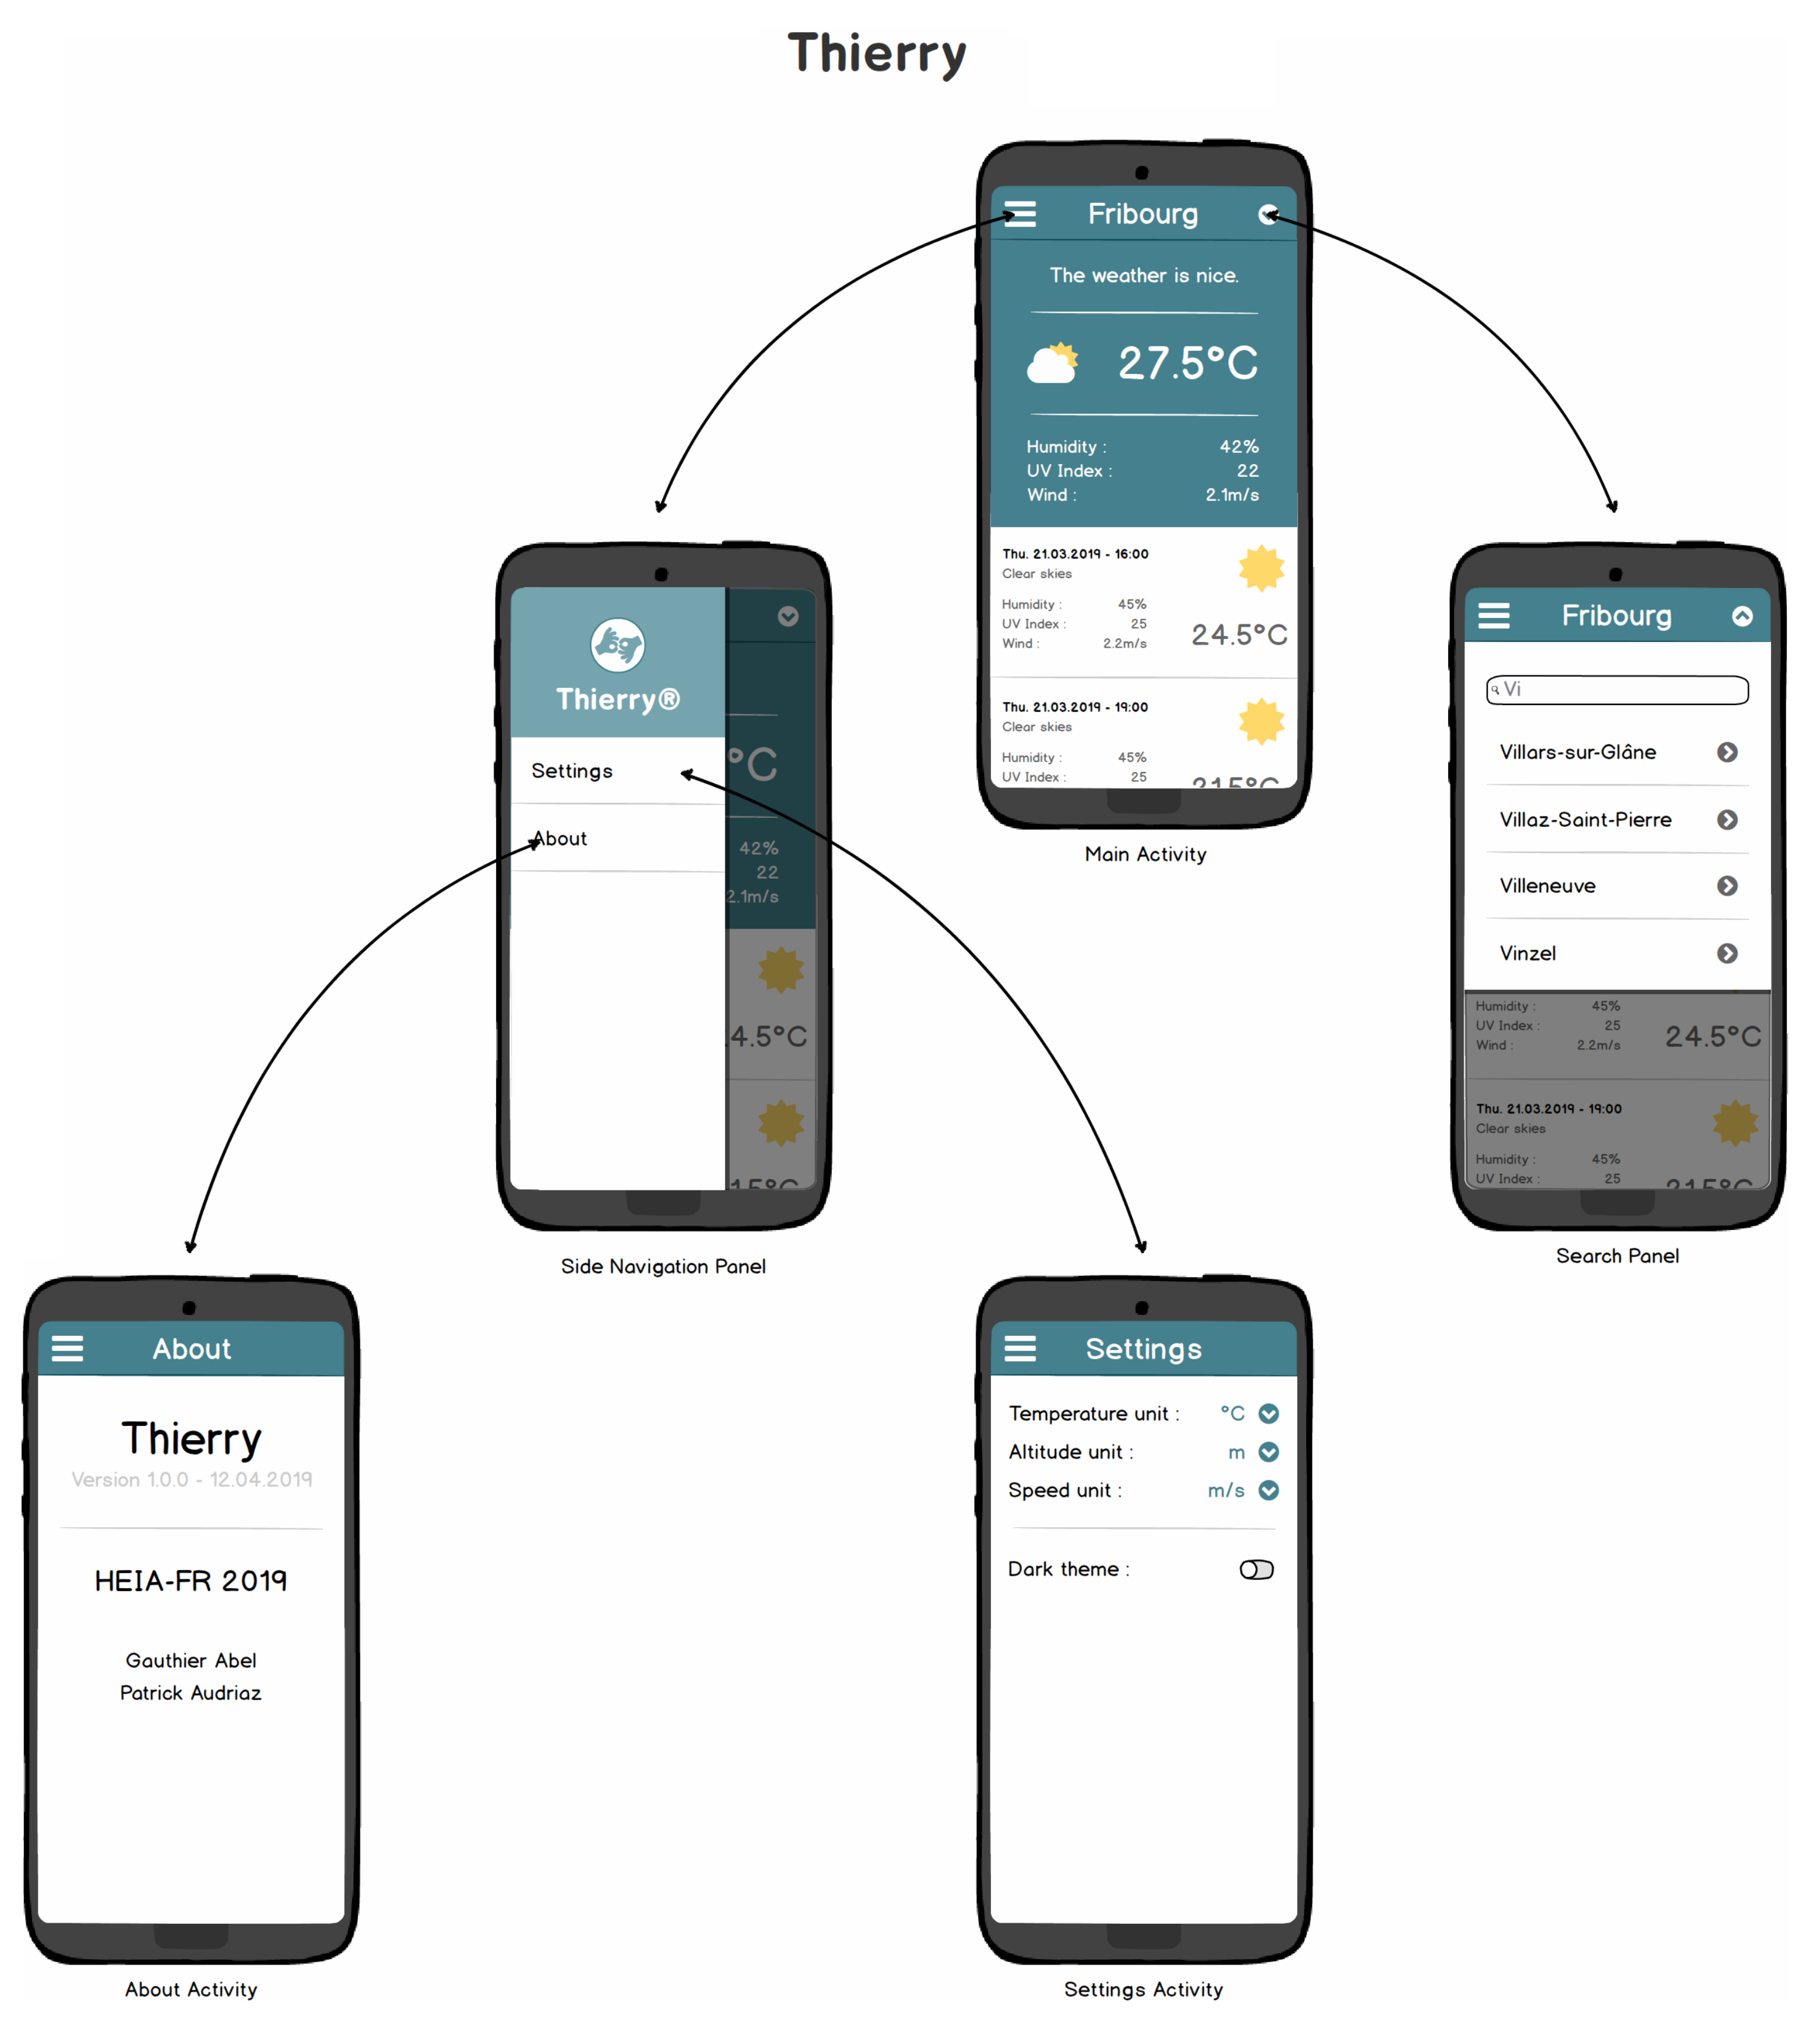 Thierry
Fribourg
The weather is nice.
27.5°C
Humidity : 42%
UV Index : 22
Wind : 2.1m/s
Thu. 21.03.2019 - 16:00
Clear skies
Humidity : 45%
UV Index : 25
Wind : 2.2m/s
24.5°C
Thu. 21.03.2019 - 19:00
Clear skies
Humidity : 45%
UV Index : 25
Main Activity
Thierry®
Settings
About
°C
42%
22
2.1m/s
4.5°C
Side Navigation Panel
Fribourg
Vi
Villars-sur-Glâne
Villaz-Saint-Pierre
Villeneuve
Vinzel
Humidity : 45%
UV Index : 25
Wind : 2.2m/s
24.5°C
Thu. 21.03.2019 - 19:00
Clear skies
Humidity : 45%
UV Index : 25
Search Panel
About
Thierry
Version 1.0.0 - 12.04.2019
HEIA-FR 2019
Gauthier Abel
Patrick Audriaz
About Activity
Settings
Temperature unit : °C
Altitude unit : m
Speed unit : m/s
Dark theme :
Settings Activity